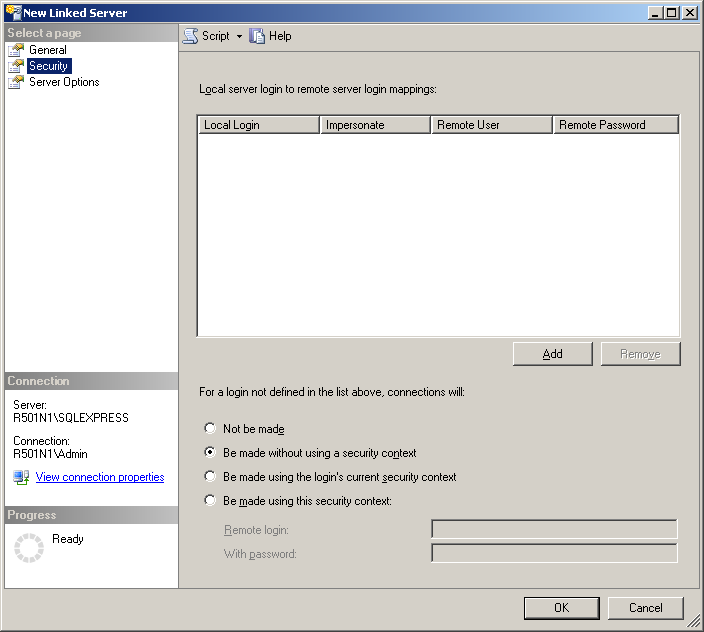 New Linked Server
Select a page
General
Security
Server Options
Script
Help
Local server login to remote server login mappings:
Local Login
Impersonate
Remote User
Remote Password
Add
Remove
For a login not defined in the list above, connections will:
Not be made
Be made without using a security context
Be made using the login's current security context
Be made using this security context:
Remote login:
With password:
Connection
Server:
R501N1\SQLEXPRESS
Connection:
R501N1\Admin
View connection properties
Progress
Ready
OK
Cancel